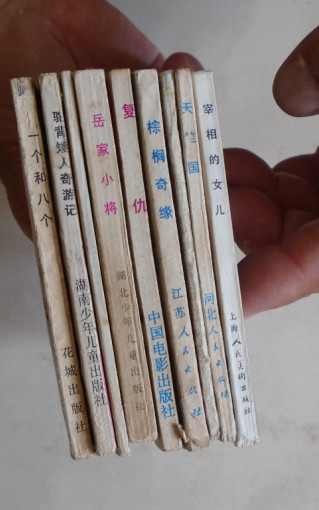 一个和八个
花城出版社
驼背矮人奇游记
湖南少年儿童出版社
岳家小将
复仇
湖北少年儿童出版社
棕榈奇缘
中国电影出版社
天竺国
江苏人民出版社
河北人民出版社
宰相的女儿
上海人民美术出版社